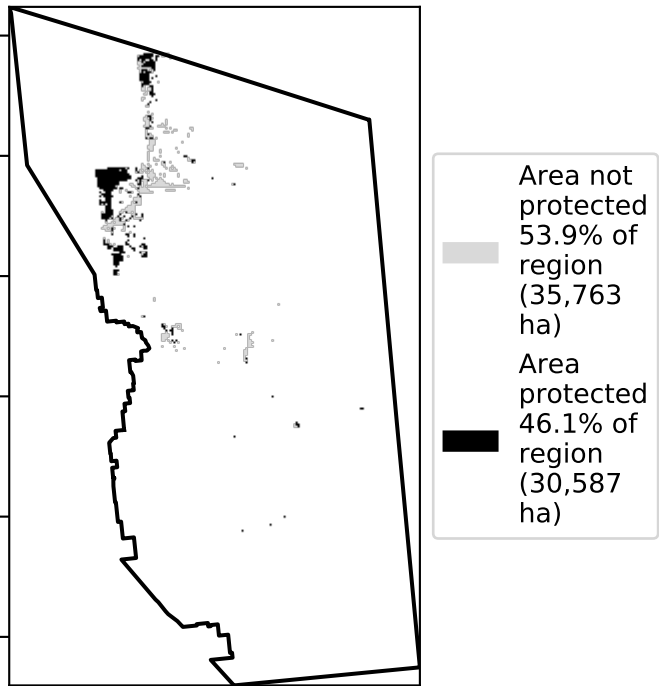 Area not
protected
53.9% of
region
(35,763
ha)
Area
protected
46.1% of
region
(30,587
ha)